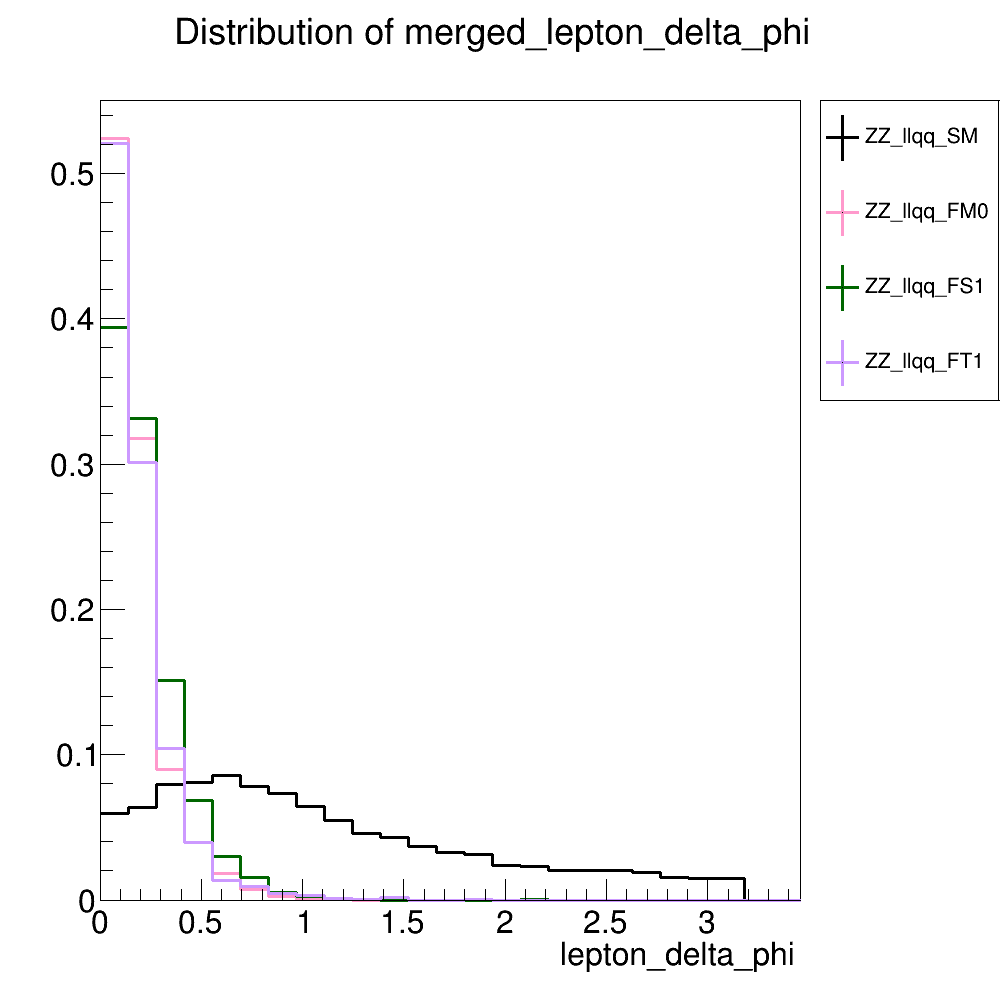 Distribution of merged_lepton_delta_phi
ZZ_llqq_SM
ZZ_llqq_FM0
ZZ_llqq_FS1
ZZ_llqq_FT1
0.5
0.4
0.3
0.2
0.1
0
0 0.5 1 1.5 2 2.5 3
lepton_delta_phi